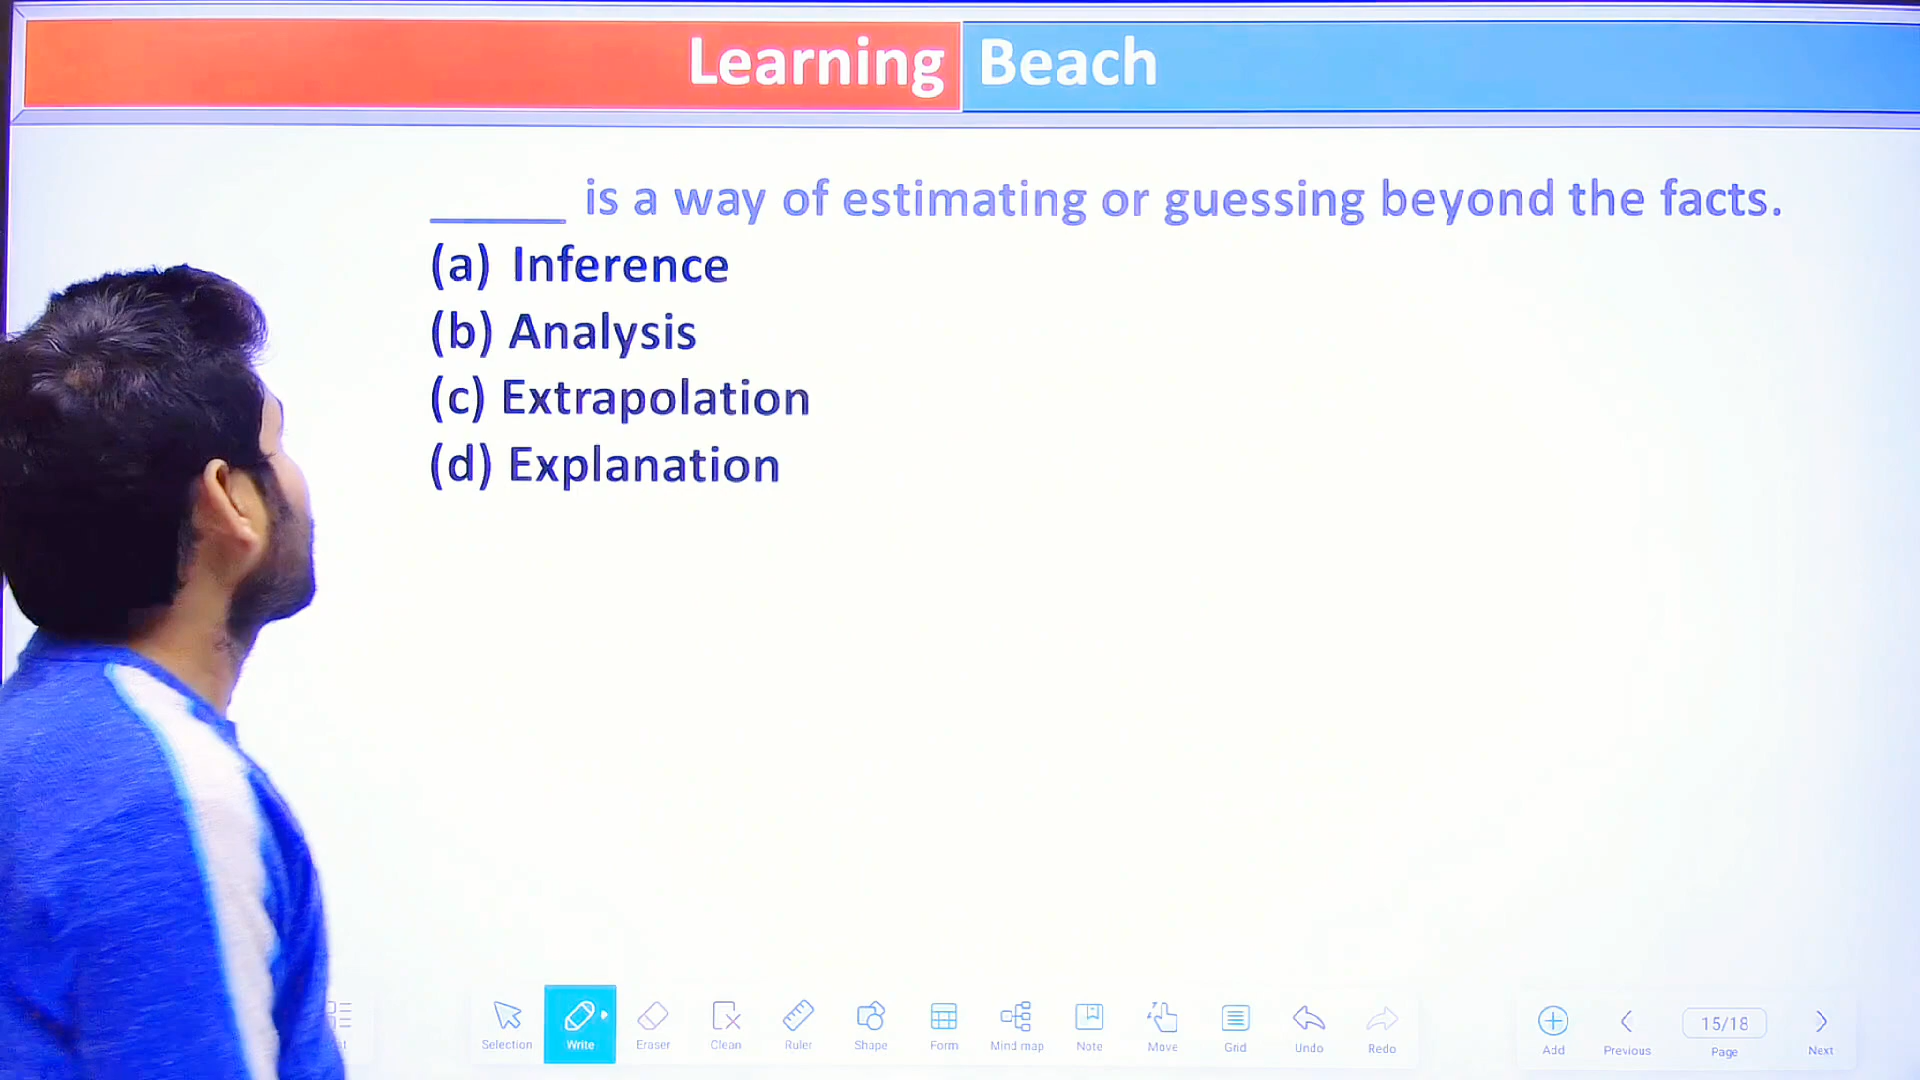 Learning Beach
_____ is a way of estimating or guessing beyond the facts.
(a) Inference
(b) Analysis
(c) Extrapolation
(d) Explanation
Selection Write Eraser Clean Ruler Shape Form Mind map Note Move Grid Undo Redo Add Previous 15/18 Page Next